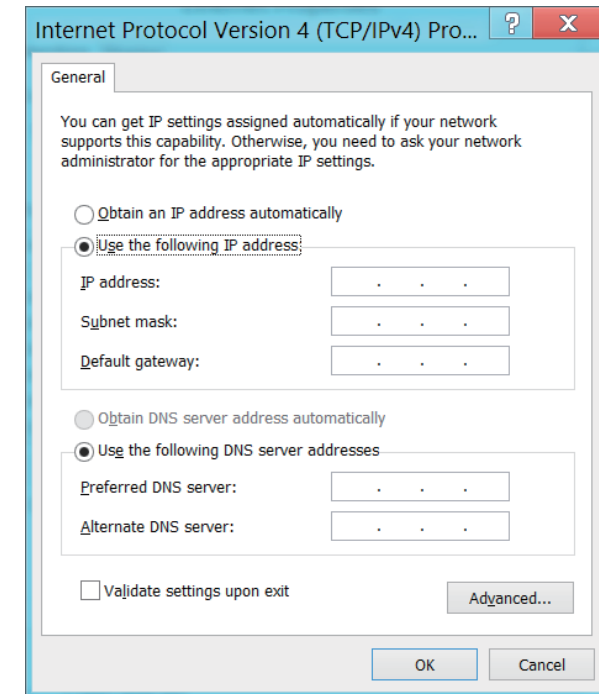 Internet Protocol Version 4 (TCP/IPv4) Pro...
? X
General
You can get IP settings assigned automatically if your network
supports this capability. Otherwise, you need to ask your network
administrator for the appropriate IP settings.
Obtain an IP address automatically
Use the following IP address:
IP address: . . .
Subnet mask: . . .
Default gateway: . . .
Obtain DNS server address automatically
Use the following DNS server addresses
Preferred DNS server: . . .
Alternate DNS server: . . .
Validate settings upon exit
Advanced...
OK Cancel